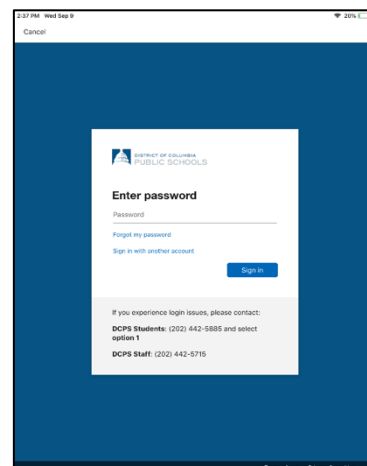 2:37 PM Wed Sep 9
20%
Cancel
DISTRICT OF COLUMBIA
PUBLIC SCHOOLS
Enter password
Password
Forgot my password
Sign in with another account
Sign in
If you experience login issues, please contact:
DCPS Students: (202) 442-5885 and select
option 1
DCPS Staff: (202) 442-5715